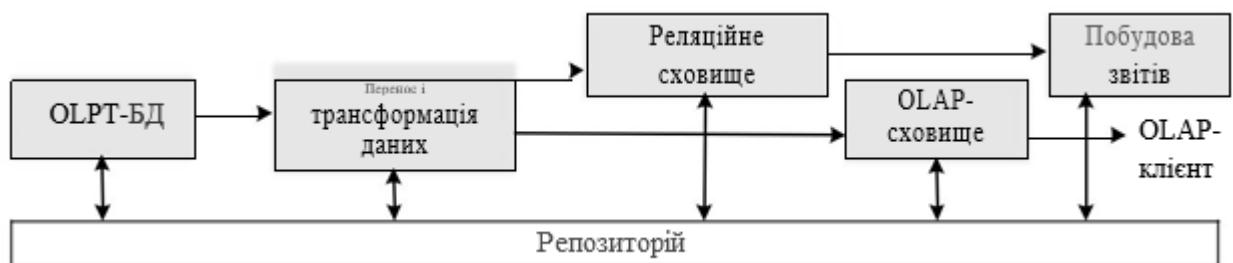 Реляційне
сховище
Побудова
звітів
OLPT-БД
Перенос і
трансформація
даних
OLAP-
сховище
OLAP-
клієнт
Репозиторій